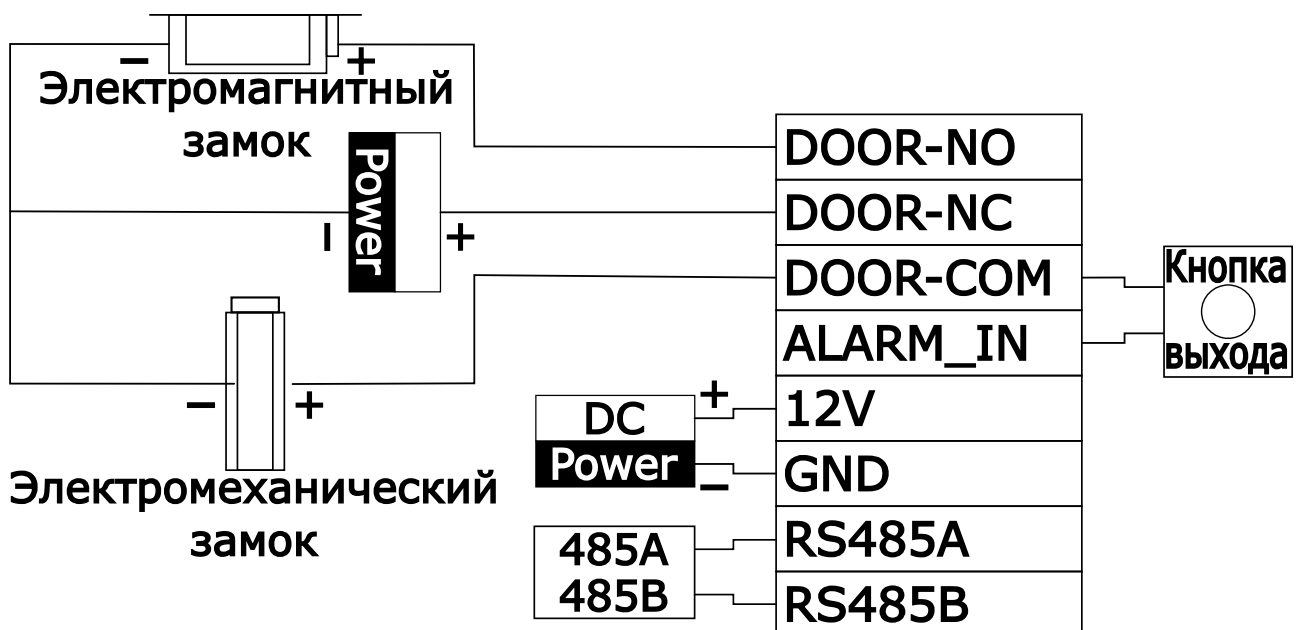 − +
Электромагнитный
замок
Power
− +
− +
Электромеханический
замок
DOOR-NO
DOOR-NC
DOOR-COM
ALARM_IN
12V
GND
RS485A
RS485B
Кнопка
выхода
DC +
Power −
485A
485B